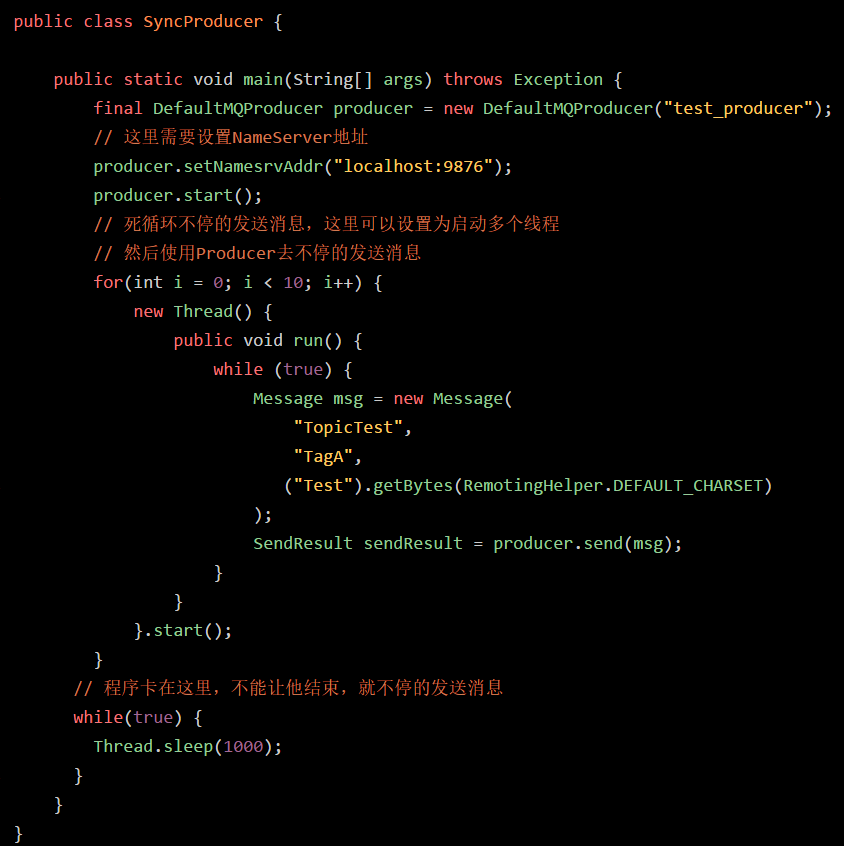 public class SyncProducer {
public static void main(String[] args) throws Exception {
final DefaultMQProducer producer = new DefaultMQProducer("test_producer");
// 这里需要设置NameServer地址
producer.setNamesrvAddr("localhost:9876");
producer.start();
// 死循环不停的发送消息，这里可以设置为启动多个线程
// 然后使用Producer去不停的发送消息
for(int i = 0; i < 10; i++) {
new Thread() {
public void run() {
while (true) {
Message msg = new Message(
"TopicTest",
"TagA",
("Test").getBytes(RemotingHelper.DEFAULT_CHARSET)
);
SendResult sendResult = producer.send(msg);
}
}
}.start();
}
// 程序卡在这里，不能让他结束，就不停的发送消息
while(true) {
Thread.sleep(1000);
}
}
}